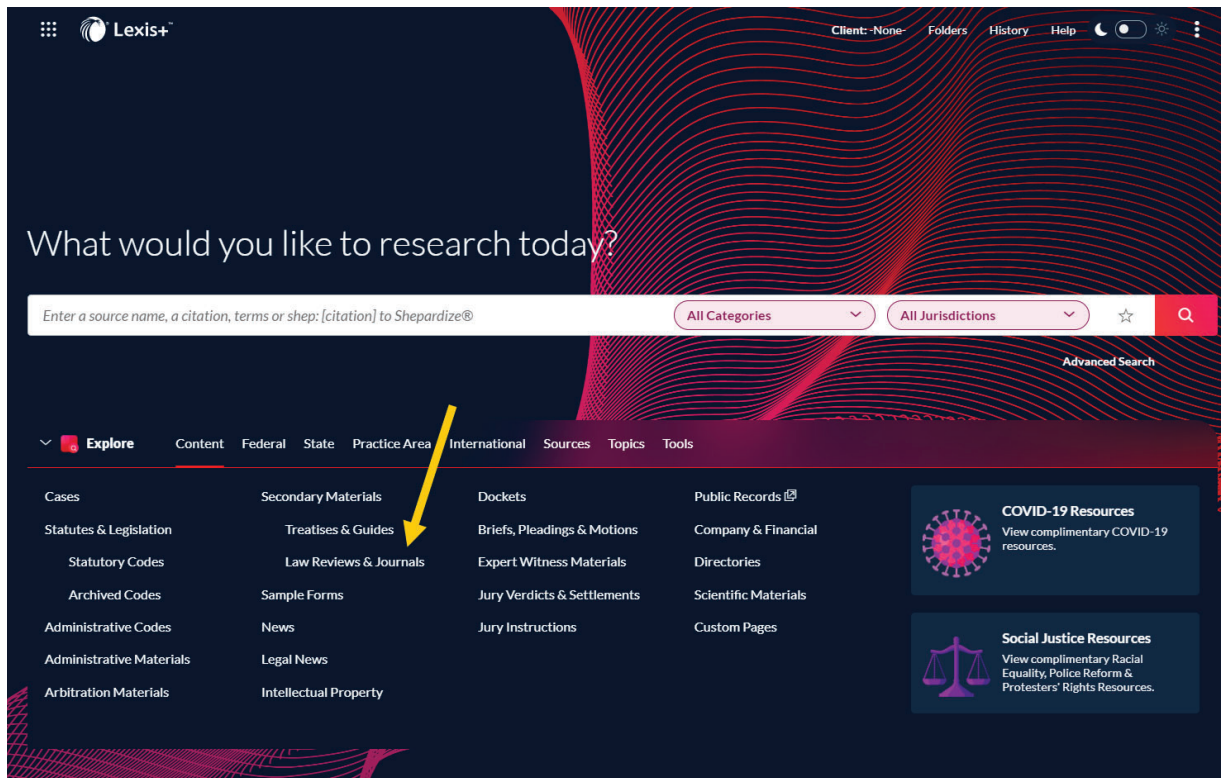 Lexis+™
Client: -None- Folders History Help
What would you like to research today?
Enter a source name, a citation, terms or shep: [citation] to Shepardize®
All Categories
All Jurisdictions
Advanced Search
Explore Content Federal State Practice Area International Sources Topics Tools
Cases
Statutes & Legislation
Statutory Codes
Archived Codes
Administrative Codes
Administrative Materials
Arbitration Materials
Secondary Materials
Treatises & Guides
Law Reviews & Journals
Sample Forms
News
Legal News
Intellectual Property
Dockets
Briefs, Pleadings & Motions
Expert Witness Materials
Jury Verdicts & Settlements
Jury Instructions
Public Records
Company & Financial
Directories
Scientific Materials
Custom Pages
COVID-19 Resources
View complimentary COVID-19
resources.
Social Justice Resources
View complimentary Racial
Equality, Police Reform &
Protesters' Rights Resources.